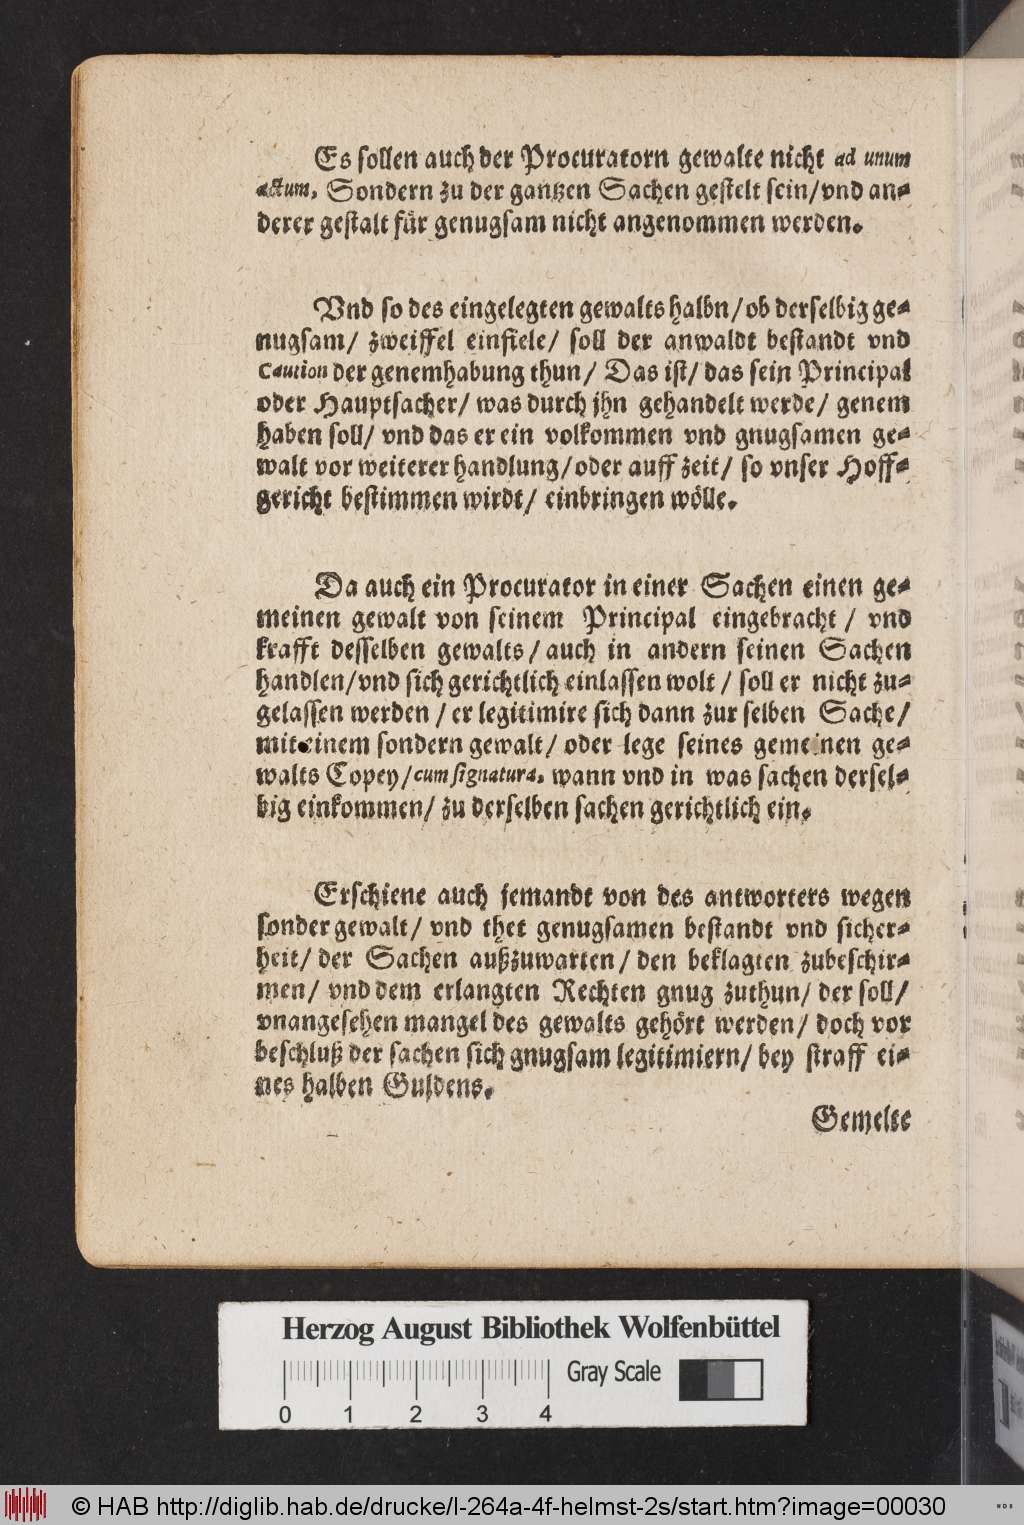 Es sollen auch der Procuratorn gewalte nicht ad unum
actum, Sondern zu der gantzen Sachen gestelt sein/vnd an-
derer gestalt für genugsam nicht angenommen werden.
Vnd so des eingelegten gewalts halbn/ob derselbig ge-
nugsam/ zweiffel einfiele/ soll der anwaldt bestandt vnd
Caution der genemhabung thun/ Das ist/ das sein Principal
oder Hauptsacher/ was durch jhn gehandelt werde/ genem
haben soll/ vnd das er ein volkommen vnd gnugsamen ge-
walt vor weiterer handlung/oder auff zeit/ so vnser Hoff-
gericht bestimmen wirdt/ einbringen wölle.
Da auch ein Procurator in einer Sachen einen ge-
meinen gewalt von seinem Principal eingebracht / vnd
krafft desselben gewalts/ auch in andern seinen Sachen
handlen/vnd sich gerichtlich einlassen wolt / soll er nicht zu-
gelassen werden / er legitimire sich dann zur selben Sache/
mit einem sondern gewalt/ oder lege seines gemeinen ge-
walts Copey/cum signatura, wann vnd in was sachen dersel-
big einkommen/ zu derselben sachen gerichtlich ein.
Erschiene auch jemandt von des antworters wegen
sonder gewalt/ vnd thet genugsamen bestandt vnd sicher-
heit/ der Sachen außzuwarten/ den beklagten zubeschir-
men/ vnd dem erlangten Rechten gnug zuthun/ der soll/
vnangesehen mangel des gewalts gehört werden/ doch vor
beschluß der sachen sich gnugsam legitimiern/ bey straff ei-
nes halben Guldens.
Gemelte
Herzog August Bibliothek Wolfenbüttel
Gray Scale
0 1 2 3 4
© HAB http://diglib.hab.de/drucke/l-264a-4f-helmst-2s/start.htm?image=00030